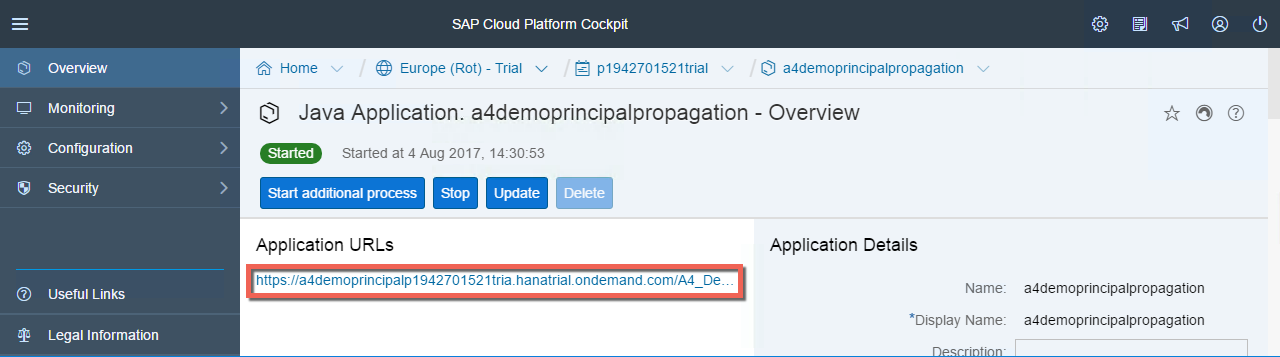 SAP Cloud Platform Cockpit
Overview
Monitoring
Configuration
Security
Useful Links
Legal Information
Home / Europe (Rot) - Trial / p1942701521trial / a4demoprincipalpropagation
Java Application: a4demoprincipalpropagation - Overview
Started Started at 4 Aug 2017, 14:30:53
Start additional process Stop Update Delete
Application URLs
https://a4demoprincipalp1942701521tria.hanatrial.ondemand.com/A4_De...
Application Details
Name: a4demoprincipalpropagation
*Display Name: a4demoprincipalpropagation
Description: